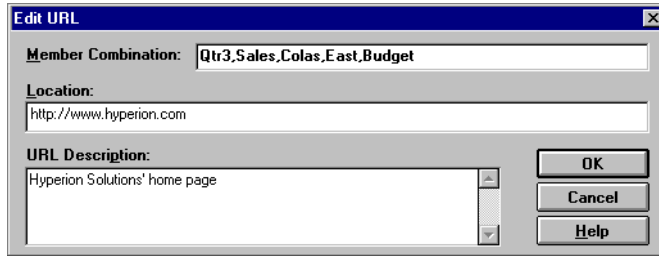 Edit URL
Member Combination: Qtr3,Sales,Colas,East,Budget
Location:
http://www.hyperion.com
URL Description:
Hyperion Solutions' home page
OK
Cancel
Help